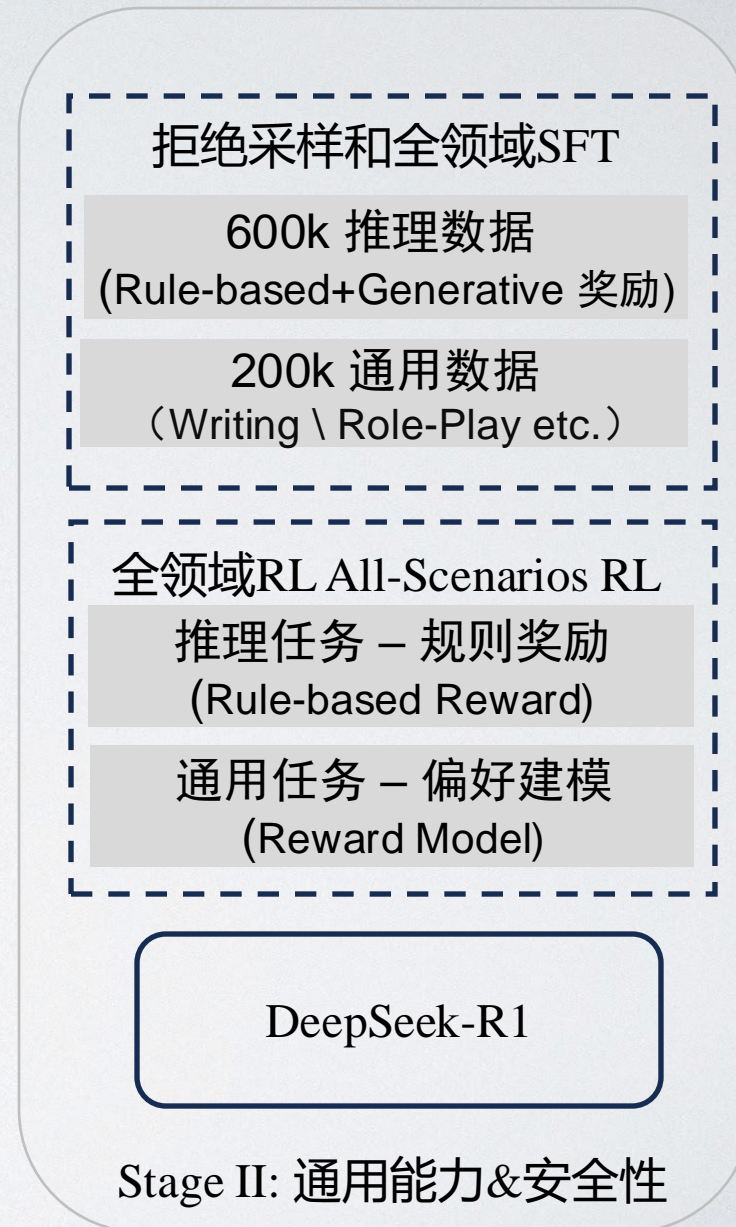 拒绝采样和全领域SFT
600k 推理数据
(Rule-based+Generative 奖励)
200k 通用数据
（Writing \ Role-Play etc.）
全领域RL All-Scenarios RL
推理任务 – 规则奖励
(Rule-based Reward)
通用任务 – 偏好建模
(Reward Model)
DeepSeek-R1
Stage II: 通用能力&安全性